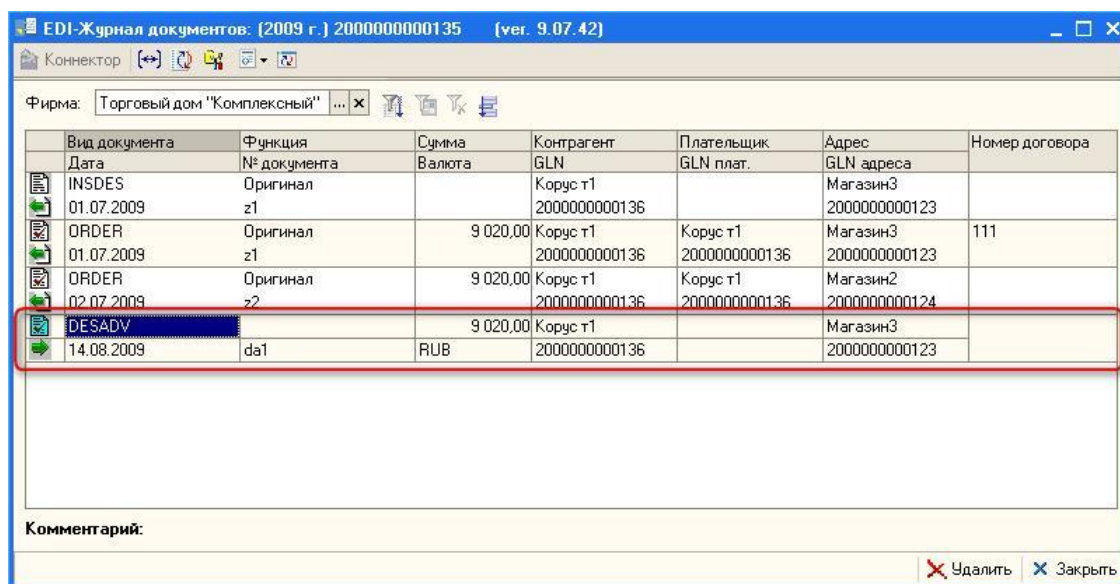 EDI-Журнал документов: (2009 г.) 2000000000135 (ver. 9.07.42)
Коннектор
Фирма: Торговый дом "Комплексный" ... x
Вид документа Функция Сумма Контрагент Плательщик Адрес Номер договора
Дата № документа Валюта GLN GLN плат. GLN адреса
INSDES Оригинал Корус т1 Магазин3
01.07.2009 z1 2000000000136 2000000000123
ORDER Оригинал 9 020,00 Корус т1 Корус т1 Магазин3 111
01.07.2009 z1 2000000000136 2000000000136 2000000000123
ORDER Оригинал 9 020,00 Корус т1 Корус т1 Магазин2
02.07.2009 z2 2000000000136 2000000000136 2000000000124
DESADV 9 020,00 Корус т1 Магазин3
14.08.2009 da1 RUB 2000000000136 2000000000123
Комментарий:
Удалить Закрыть